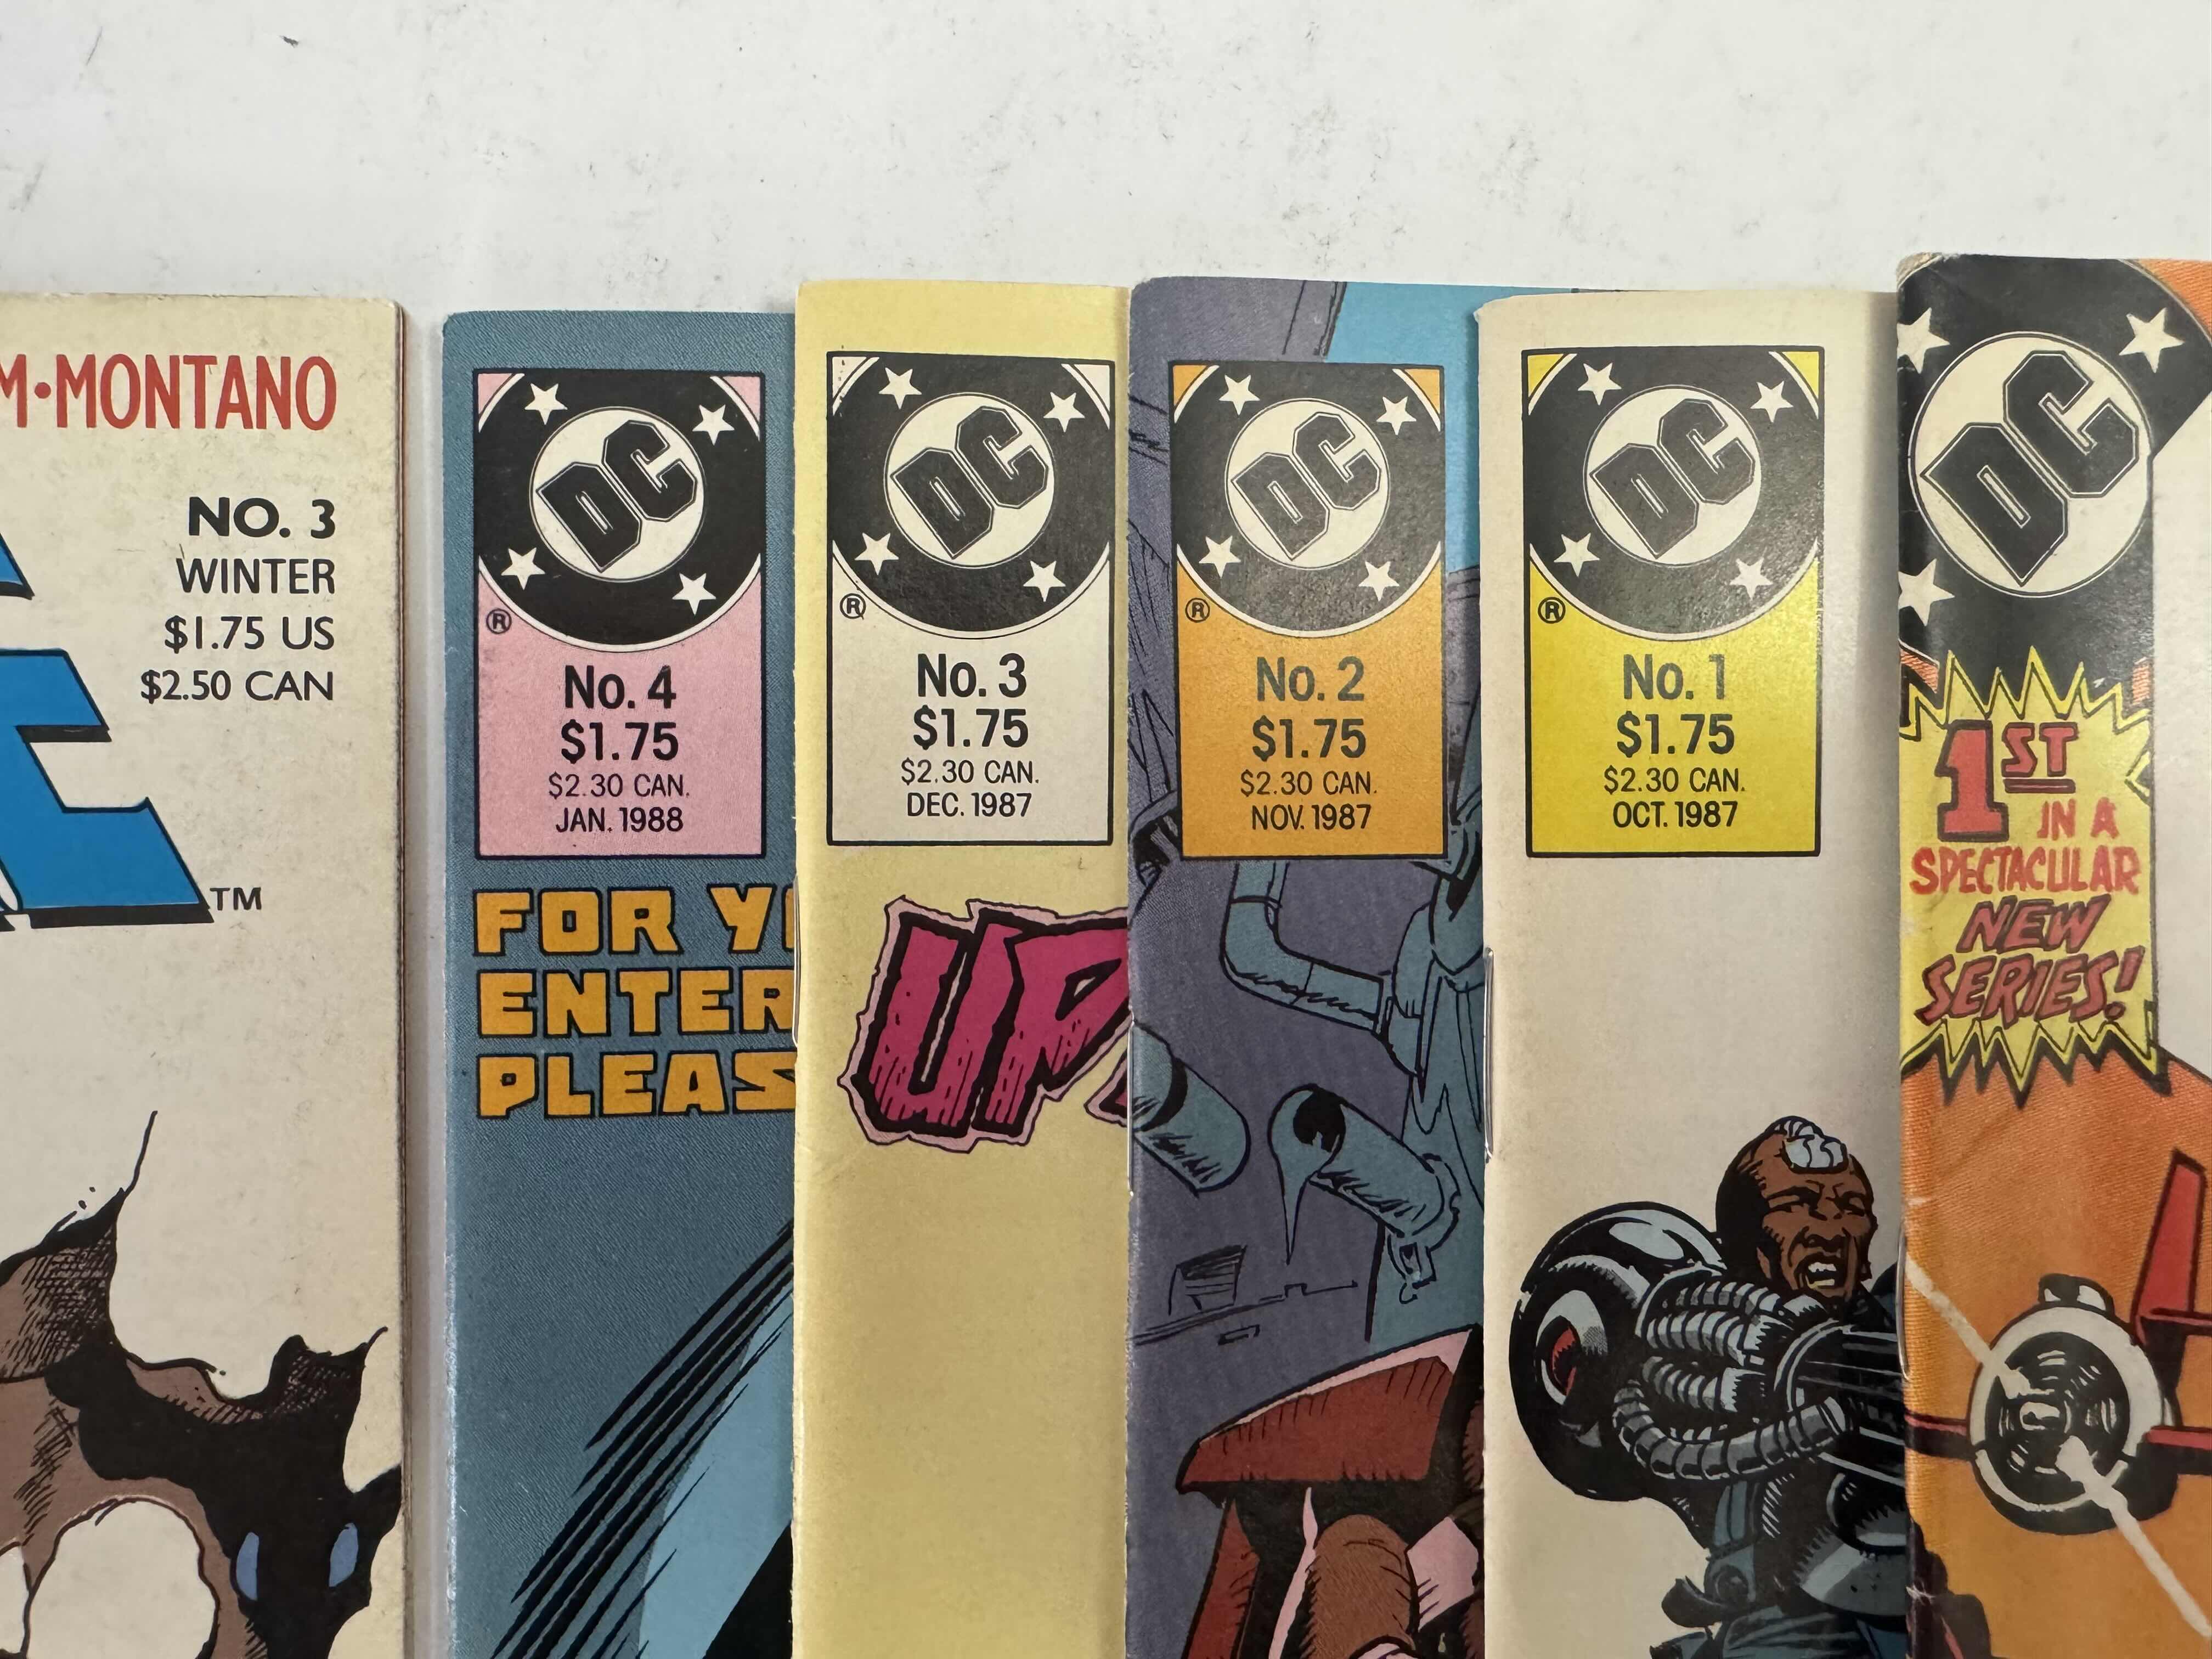 M•MONTANO
NO. 3
WINTER
$1.75 US
$2.50 CAN
TM
DC
®
No. 4
$1.75
$2.30 CAN.
JAN. 1988
FOR
ENTER
PLEAS
DC
®
No. 3
$1.75
$2.30 CAN.
DEC. 1987
UP
DC
®
No. 2
$1.75
$2.30 CAN.
NOV. 1987
DC
®
No. 1
$1.75
$2.30 CAN.
OCT. 1987
DC
1ST
IN A
SPECTACULAR
NEW
SERIES!